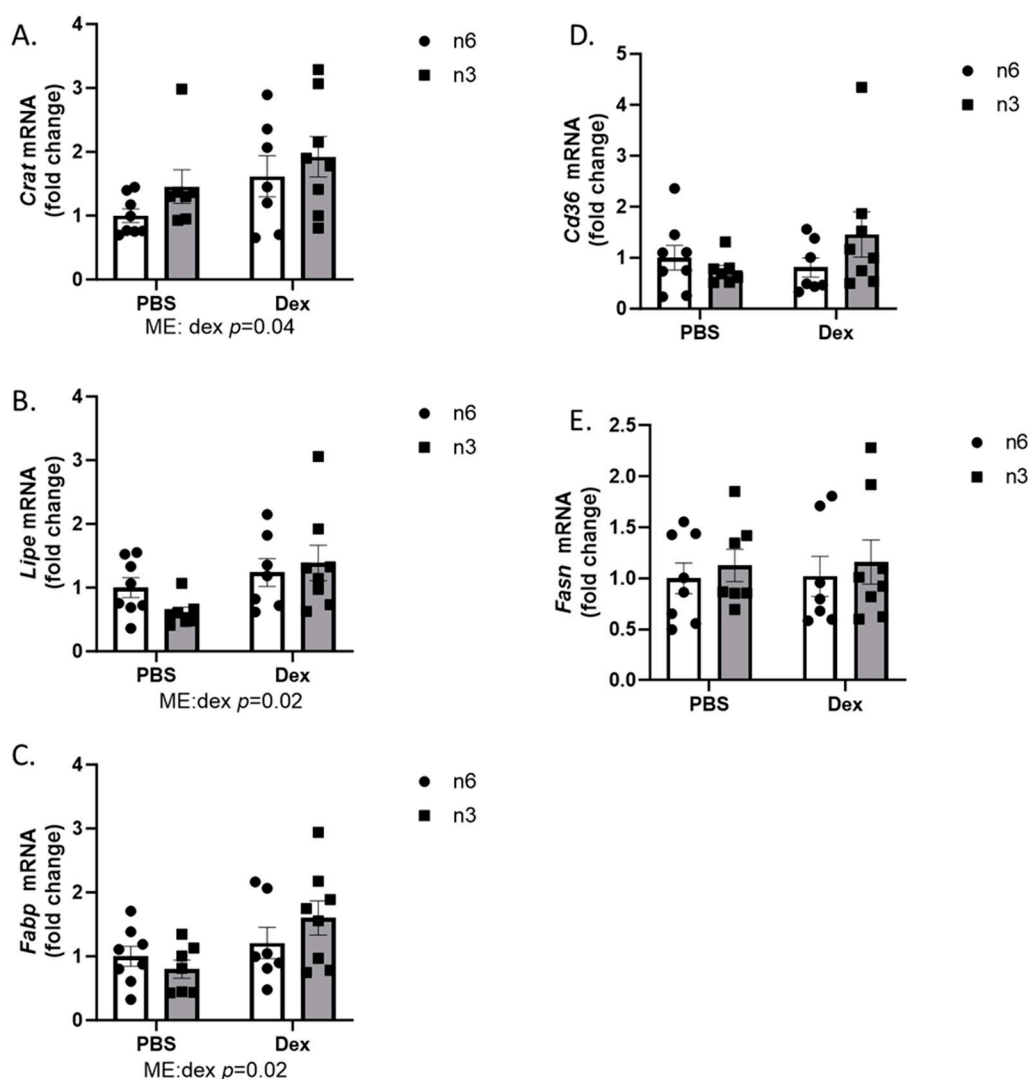 A.
Crat mRNA
(fold change)
4
3
2
1
0
n6
n3
PBS
Dex
ME: dex p=0.04
B.
Lipe mRNA
(fold change)
4
3
2
1
0
n6
n3
PBS
Dex
ME:dex p=0.02
C.
Fabp mRNA
(fold change)
4
3
2
1
0
n6
n3
PBS
Dex
ME:dex p=0.02
D.
Cd36 mRNA
(fold change)
5
4
3
2
1
0
n6
n3
PBS
Dex
E.
Fasn mRNA
(fold change)
2.5
2.0
1.5
1.0
0.5
0.0
n6
n3
PBS
Dex